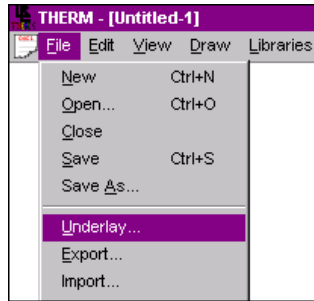 THERM - [Untitled-1]
File Edit View Draw Libraries
New Ctrl+N
Open... Ctrl+O
Close
Save Ctrl+S
Save As...
Underlay...
Export...
Import...